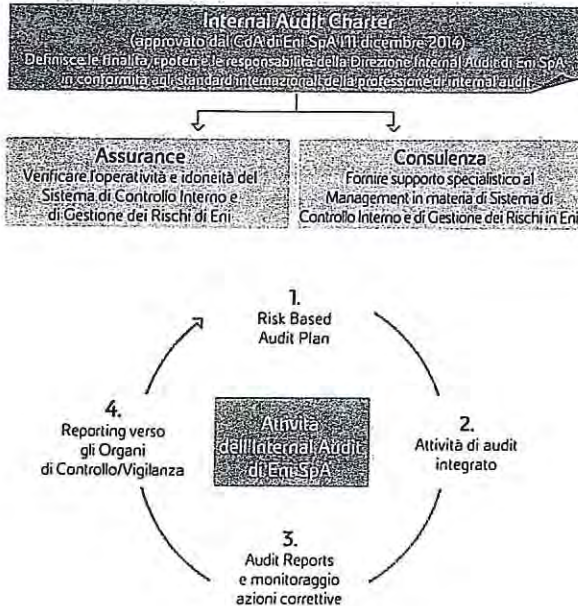 Internal Audit Charter
(approvato dal CdA di Eni SpA l'11 dicembre 2014)
Definisce le finalità, i poteri e le responsabilità della Direzione Internal Audit di Eni SpA
in conformità agli standard internazionali della professione di internal audit
Assurance
Verificare l'operatività e idoneità del
Sistema di Controllo Interno e
di Gestione dei Rischi di Eni
Consulenza
Fornire supporto specialistico al
Management in materia di Sistema di
Controllo Interno e di Gestione dei Rischi in Eni
1.
Risk Based
Audit Plan
2.
Attività di audit
integrato
3.
Audit Reports
e monitoraggio
azioni correttive
4.
Reporting verso
gli Organi
di Controllo/Vigilanza
Attività
dell'Internal Audit
di Eni SpA